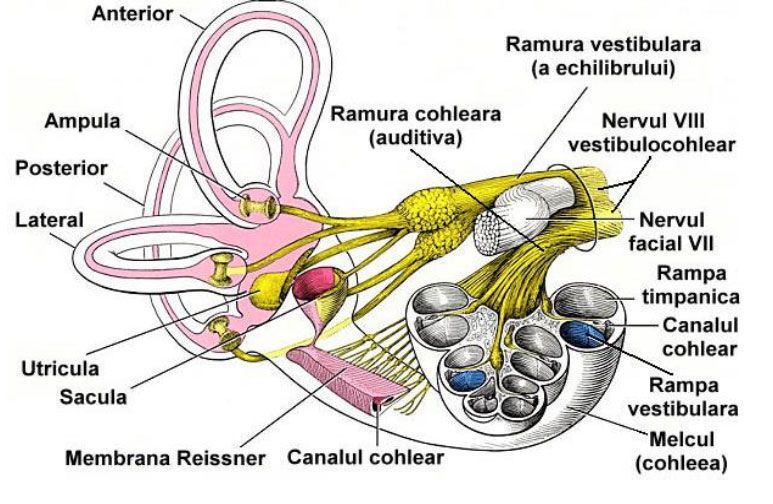 Anterior
Ramura vestibulara
(a echilibrului)
Ampula
Ramura cohleara
(auditiva)
Nervul VIII
vestibulocohlear
Posterior
Lateral
Nervul
facial VII
Rampa
timpanica
Canalul
cohlear
Utricula
Sacula
Rampa
vestibulara
Membrana Reissner
Canalul cohlear
Melcul
(cohleea)